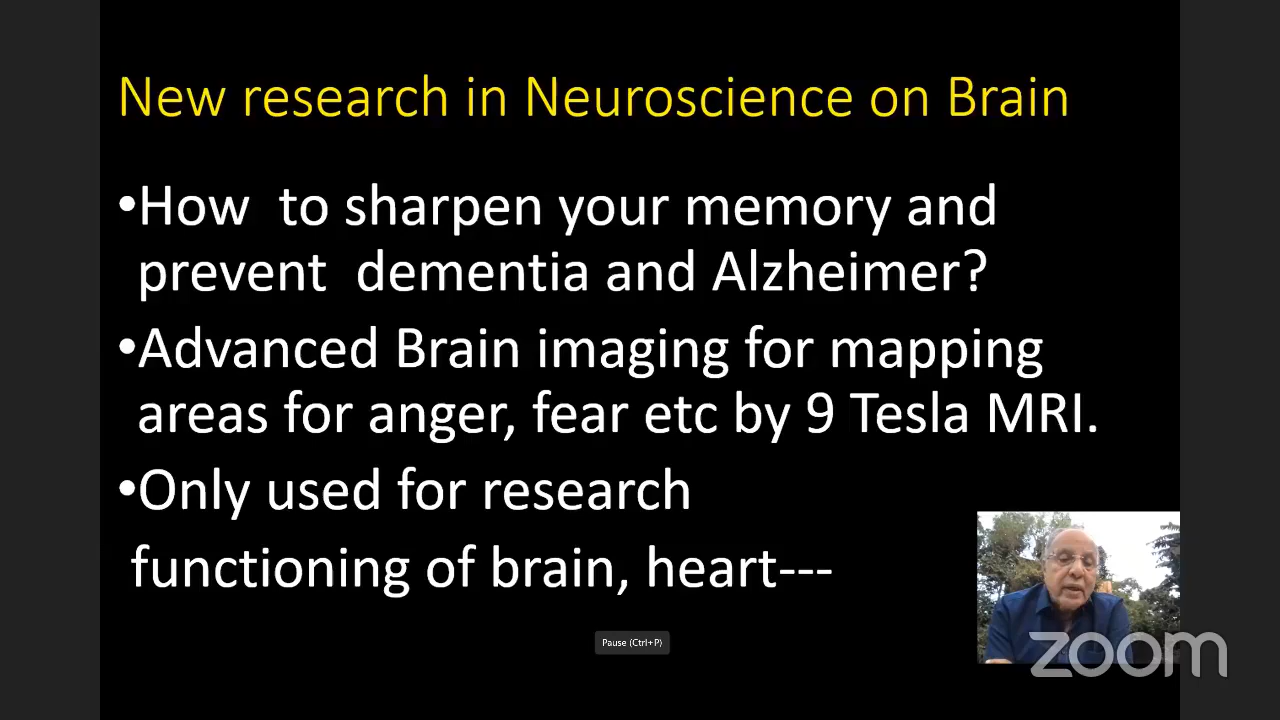 New research in Neuroscience on Brain
•How to sharpen your memory and
prevent dementia and Alzheimer?
•Advanced Brain imaging for mapping
areas for anger, fear etc by 9 Tesla MRI.
•Only used for research
functioning of brain, heart---
Pause (Ctrl+P)
zoom